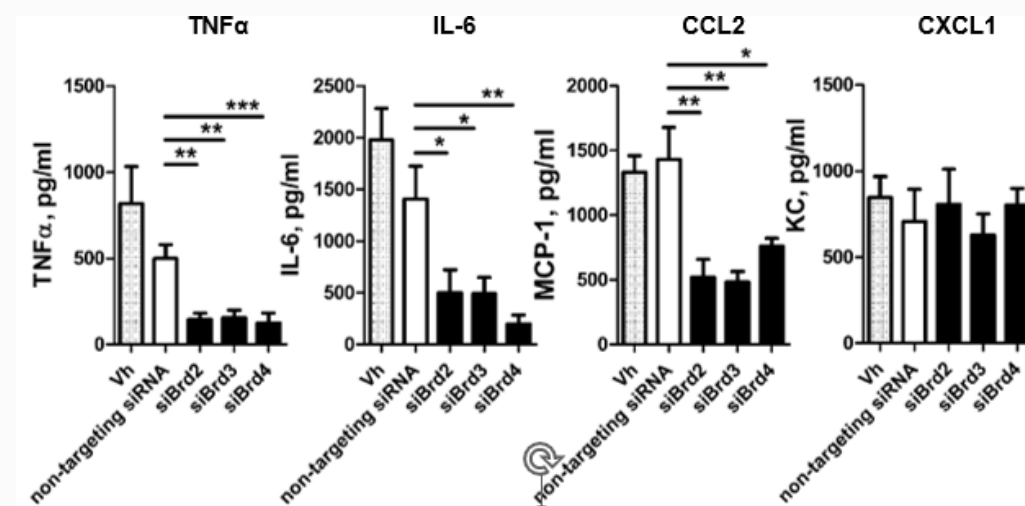 TNFα
IL-6
CCL2
CXCL1
TNFα, pg/ml
1500
1000
500
0
***
**
**
Vh
non-targeting siRNA
siBrd2
siBrd3
siBrd4
IL-6, pg/ml
2500
2000
1500
1000
500
0
**
*
*
Vh
non-targeting siRNA
siBrd2
siBrd3
siBrd4
MCP-1, pg/ml
2000
1500
1000
500
0
*
**
**
Vh
non-targeting siRNA
siBrd2
siBrd3
siBrd4
KC, pg/ml
1500
1000
500
0
Vh
non-targeting siRNA
siBrd2
siBrd3
siBrd4